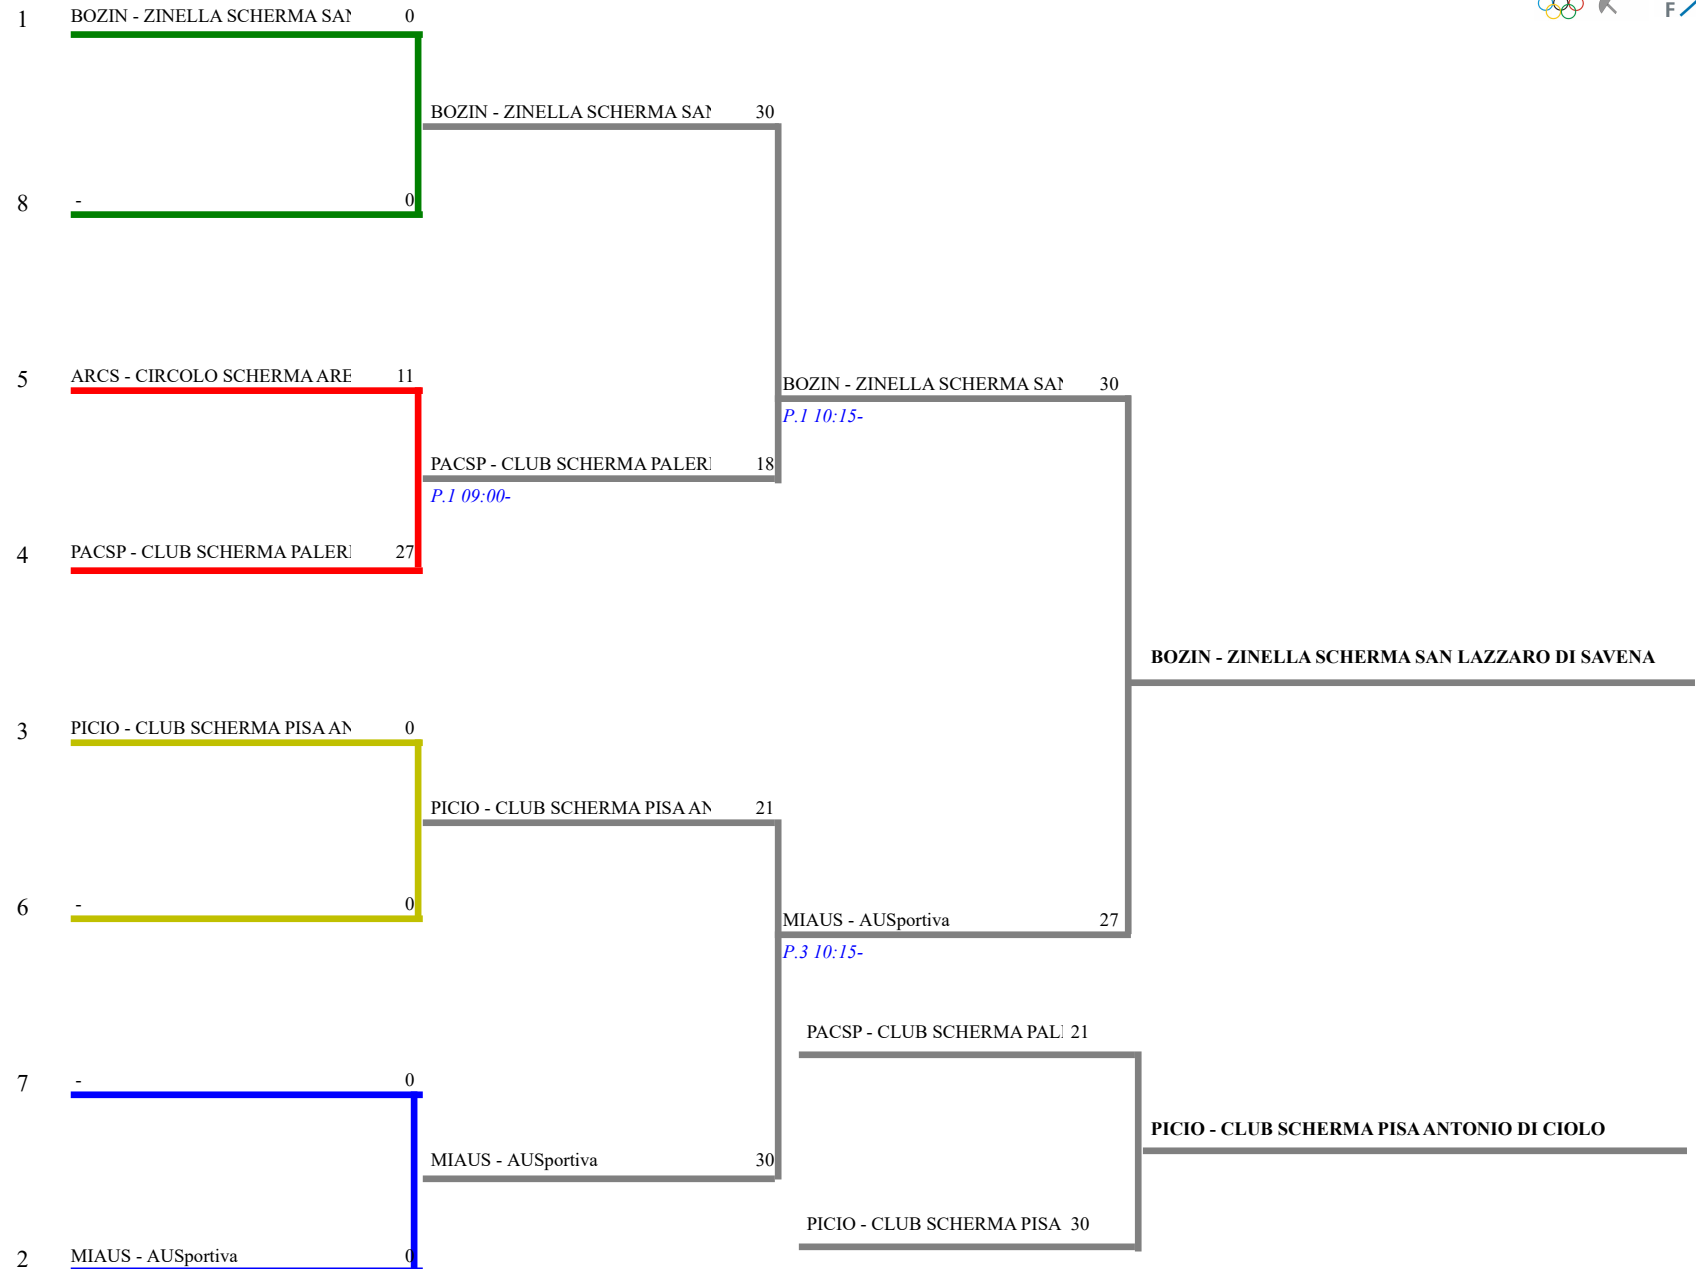 1 BOZIN - ZINELLA SCHERMA SAN 0
BOZIN - ZINELLA SCHERMA SAN 30
8 - 0
5 ARCS - CIRCOLO SCHERMA ARE 11
BOZIN - ZINELLA SCHERMA SAN 30
P.1 10:15-
PACSP - CLUB SCHERMA PALER 18
P.1 09:00-
4 PACSP - CLUB SCHERMA PALER 27
BOZIN - ZINELLA SCHERMA SAN LAZZARO DI SAVENA
3 PICIO - CLUB SCHERMA PISA AN 0
PICIO - CLUB SCHERMA PISA AN 21
6 - 0
MIAUS - AUSportiva 27
P.3 10:15-
PACSP - CLUB SCHERMA PAL 21
7 - 0
PICIO - CLUB SCHERMA PISA ANTONIO DI CIOLO
MIAUS - AUSportiva 30
PICIO - CLUB SCHERMA PISA 30
2 MIAUS - AUSportiva 0
F